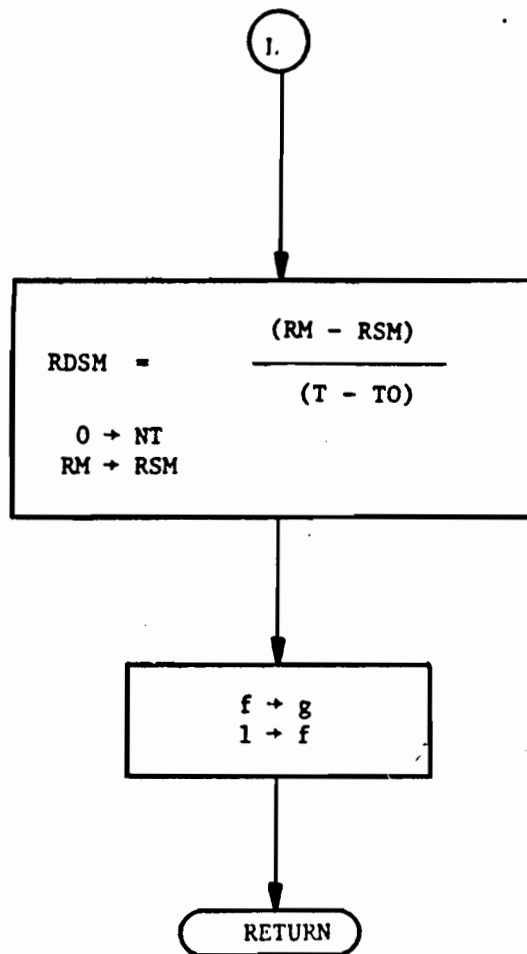 RDSM = (RM - RSM)
(T - TO)
0 → NT
RM → RSM
f → g
1 → f
RETURN